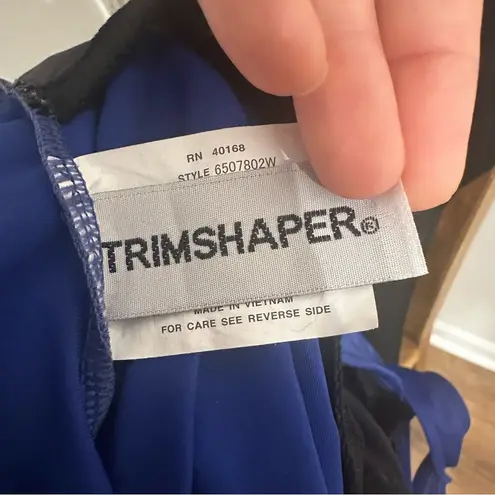 RN 40168
STYLE 6507802W
TRIMSHAPER®
MADE IN VIETNAM
FOR CARE SEE REVERSE SIDE